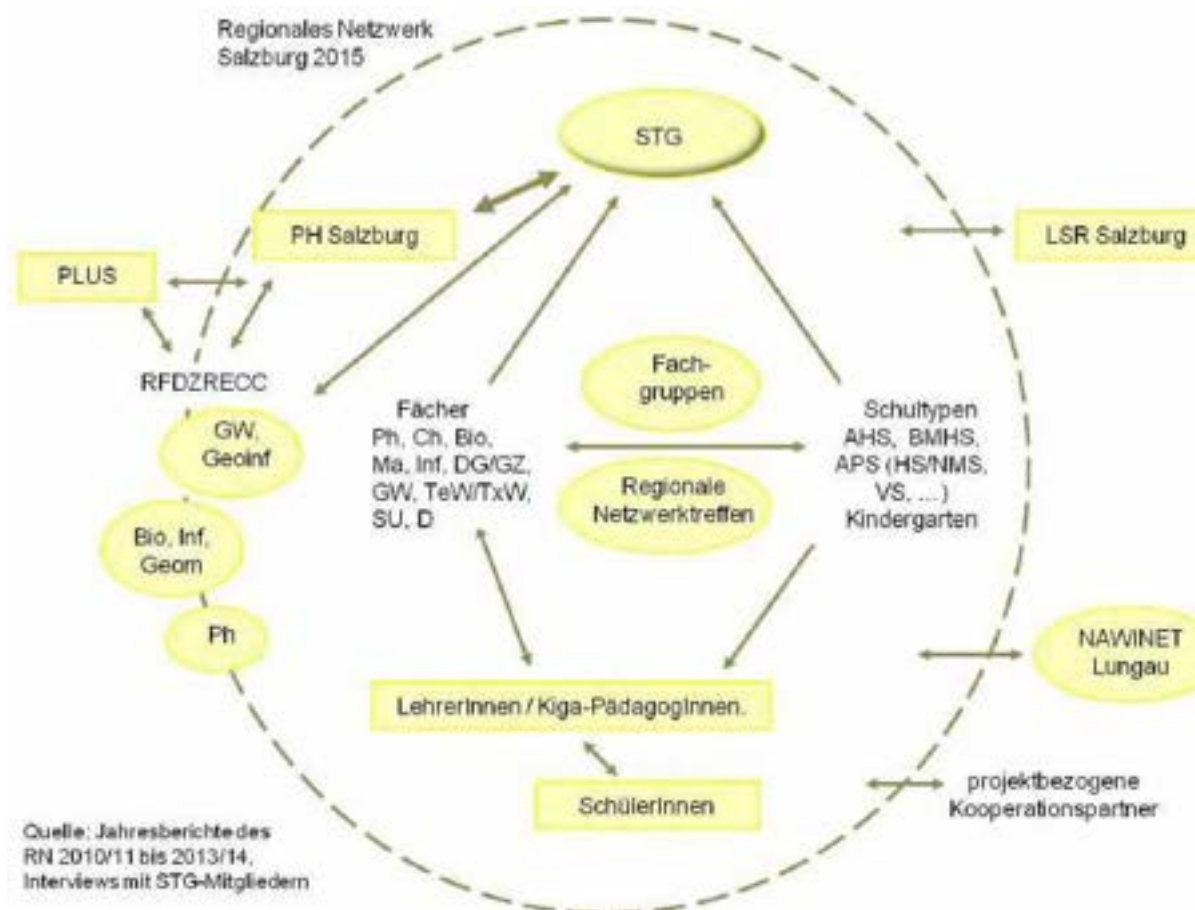 Regionales Netzwerk
Salzburg 2015
STG
PH Salzburg
LSR Salzburg
PLUS
RFDZRECC
GW,
Geoinf
Bio, Inf,
Geom
Ph
Fächer
Ph, Ch, Bio,
Ma, Inf, DG/GZ,
GW, TeW/TxW,
SU, D
Fach-
gruppen
Regionale
Netzwerktreffen
Schultypen
AHS, BMHS,
APS (HS/NMS,
VS, ...)
Kindergarten
NAWINET
Lungau
LehrerInnen / Kiga-PädagogInnen.
SchülerInnen
projektbezogene
Kooperationspartner
Quelle: Jahresberichte des
RN 2010/11 bis 2013/14,
Interviews mit STG-Mitgliedern